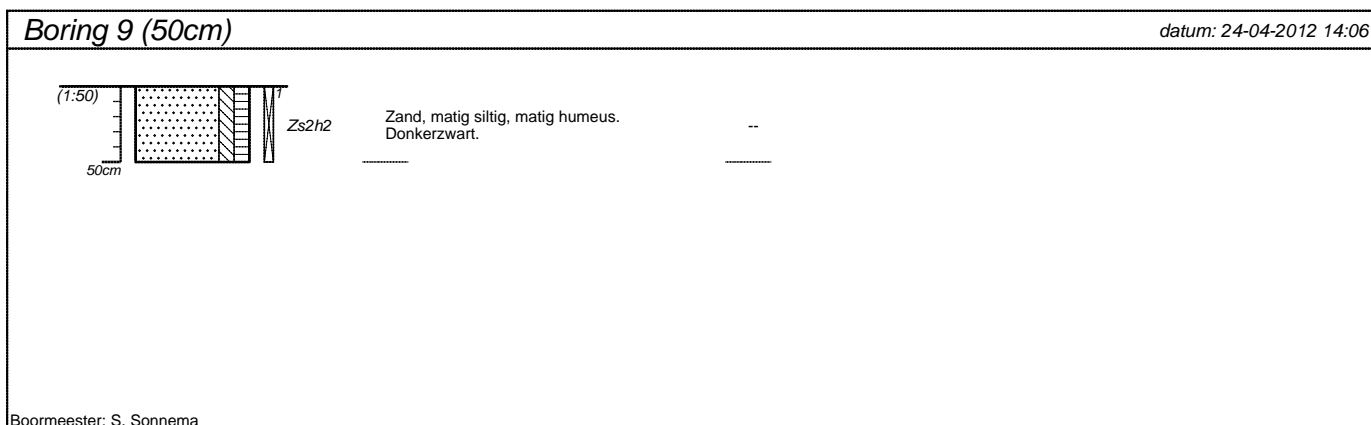 Boring 9 (50cm)
datum: 24-04-2012 14:06
(1:50)
1
Zs2h2
Zand, matig siltig, matig humeus.
Donkerzwart.
--
50cm
Boormeester: S. Sonnema